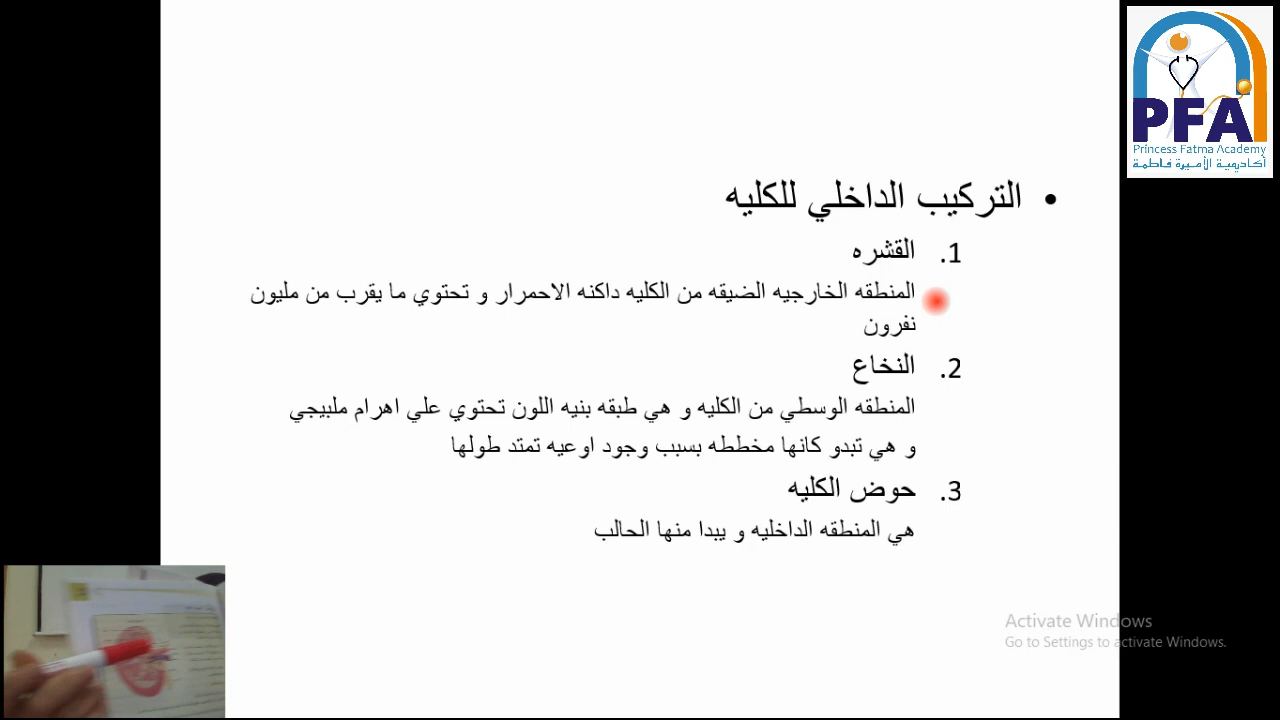 PFA
Princess Fatma Academy
أكاديمية الأميرة فاطمة
• التركيب الداخلي للكليه
1. القشره
المنطقه الخارجيه الضيقه من الكليه داكنه الاحمرار و تحتوي ما يقرب من مليون
نفرون
2. النخاع
المنطقه الوسطي من الكليه و هي طبقه بنيه اللون تحتوي علي اهرام ملبيجي
و هي تبدو كانها مخططه بسبب وجود اوعيه تمتد طولها
3. حوض الكليه
هي المنطقه الداخليه و يبدا منها الحالب
Activate Windows
Go to Settings to activate Windows.